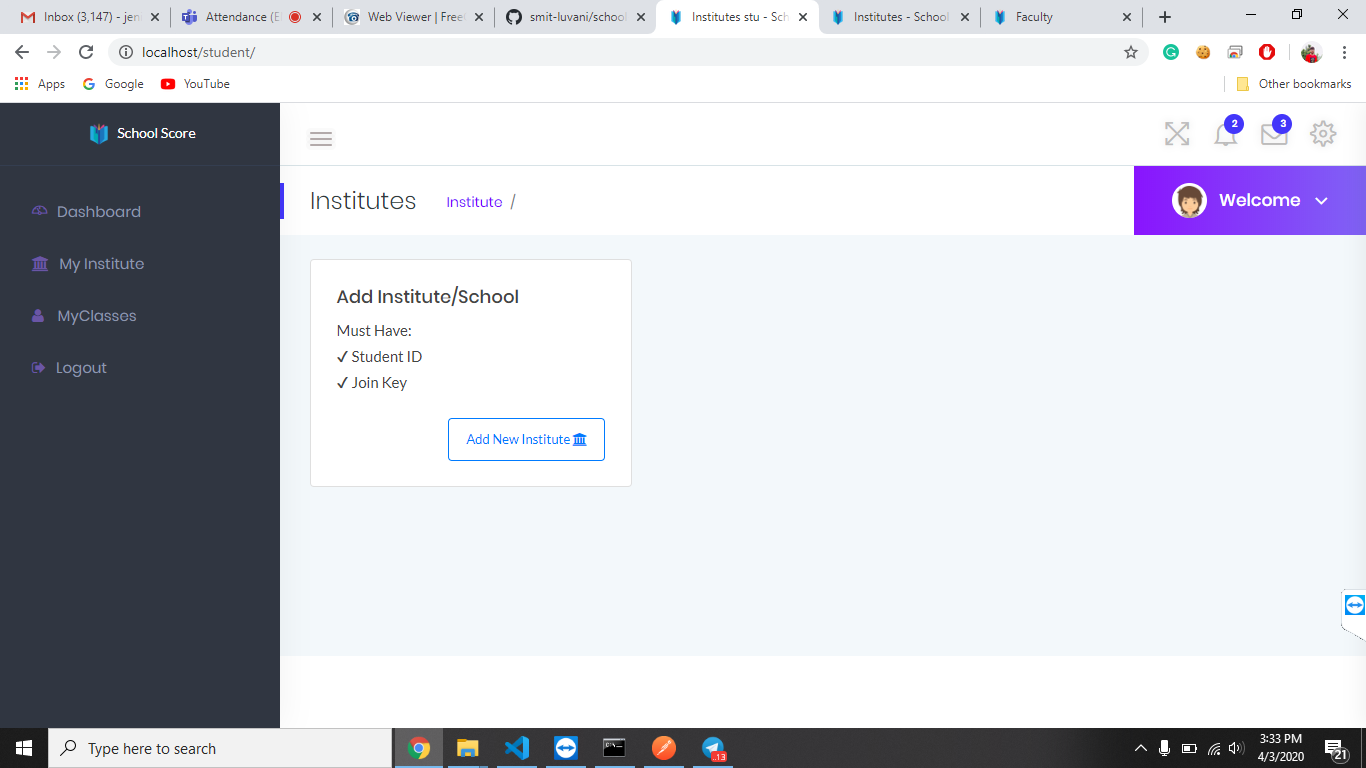 Inbox (3,147) - jen
Attendance (E
Web Viewer | Free
smit-luvani/school
Institutes stu - Sch
Institutes - School
Faculty
localhost/student/
Apps
Google
YouTube
Other bookmarks
School Score
2
3
Institutes
Institute /
Welcome
Dashboard
My Institute
MyClasses
Logout
Add Institute/School
Must Have:
✓ Student ID
✓ Join Key
Add New Institute
Type here to search
.13
3:33 PM
4/3/2020
21